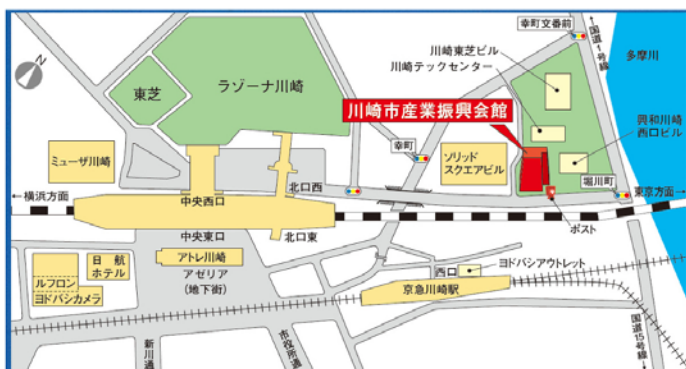 幸町交番前
国道1号線
多摩川
川崎東芝ビル
川崎テックセンター
ラゾーナ川崎
東芝
川崎市産業振興会館
興和川崎
西口ビル
幸町
ソリッド
スクエアビル
ミューザ川崎
堀川町
北口西
←横浜方面
東京方面→
中央西口
ポスト
中央東口
北口東
アトレ川崎
日航
ホテル
アゼリア
(地下街)
西口
ヨドバシアウトレット
ルフロン
ヨドバシカメラ
京急川崎駅
新川通
市役所通
国道15号線